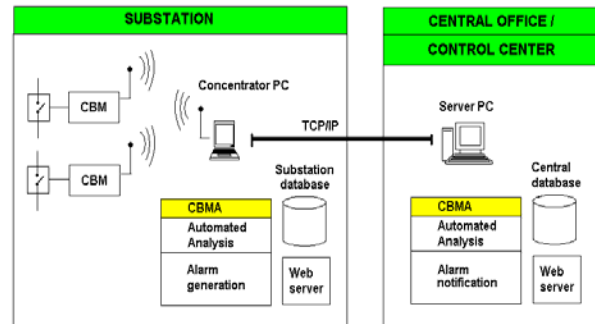 SUBSTATION
CBM
CBM
Concentrator PC
TCP/IP
Substation
database
CBMA
Automated
Analysis
Alarm
generation
Web
server
CENTRAL OFFICE /
CONTROL CENTER
Server PC
Central
database
CBMA
Automated
Analysis
Alarm
notification
Web
server